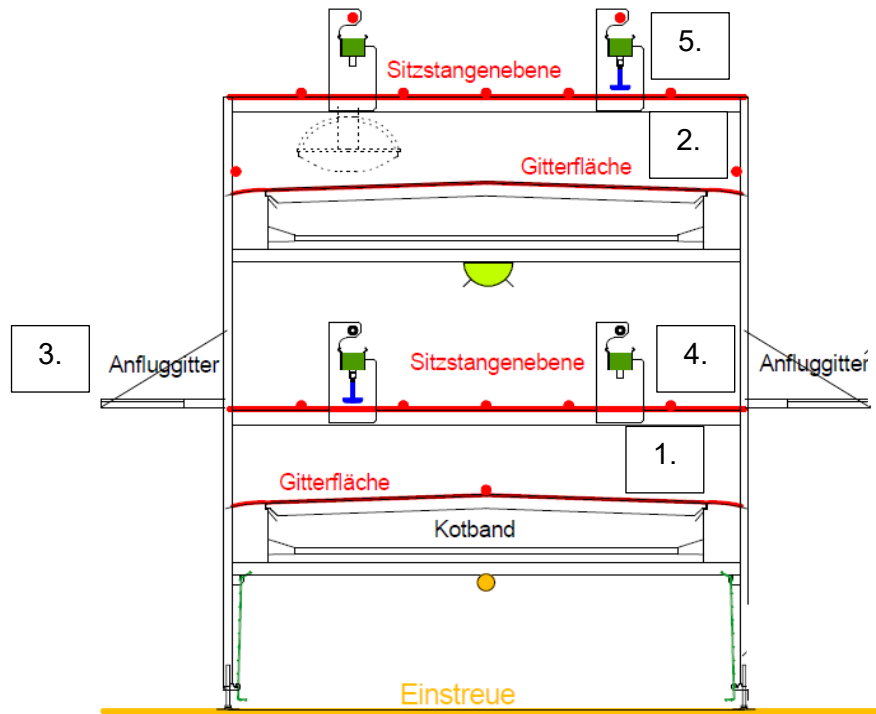 5.
Sitzstangenebene
2.
Gitterfläche
3.
Anfluggitter
Sitzstangenebene
4.
Anfluggitter
1.
Gitterfläche
Kotband
Einstreue